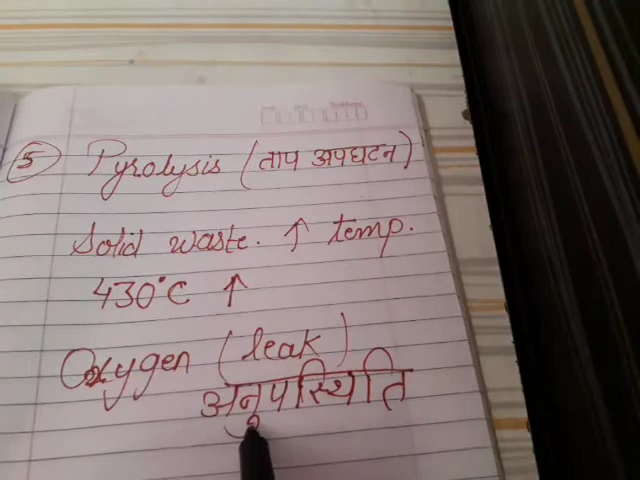 5 Pyrolysis (ताप अपघटन)
Solid waste. ↑ temp.
430°C ↑
Oxygen (leak)
अनुपस्थिति